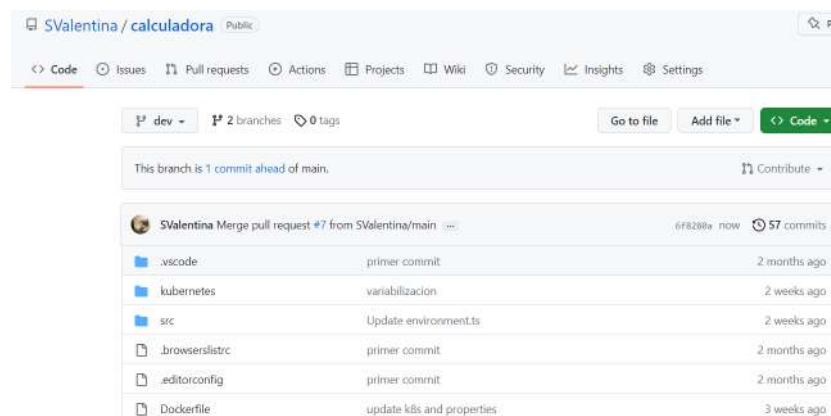 SValentina / calculadora Public
Code Issues Pull requests Actions Projects Wiki Security Insights Settings
dev 2 branches 0 tags Go to file Add file Code
This branch is 1 commit ahead of main. Contribute
SValentina Merge pull request #7 from SValentina/main ... 6f8280a now 57 commits
.vscode primer commit 2 months ago
kubernetes variabilizacion 2 weeks ago
src Update environment.ts 2 weeks ago
.browserslistrc primer commit 2 months ago
.editorconfig primer commit 2 months ago
Dockerfile update k8s and properties 3 weeks ago